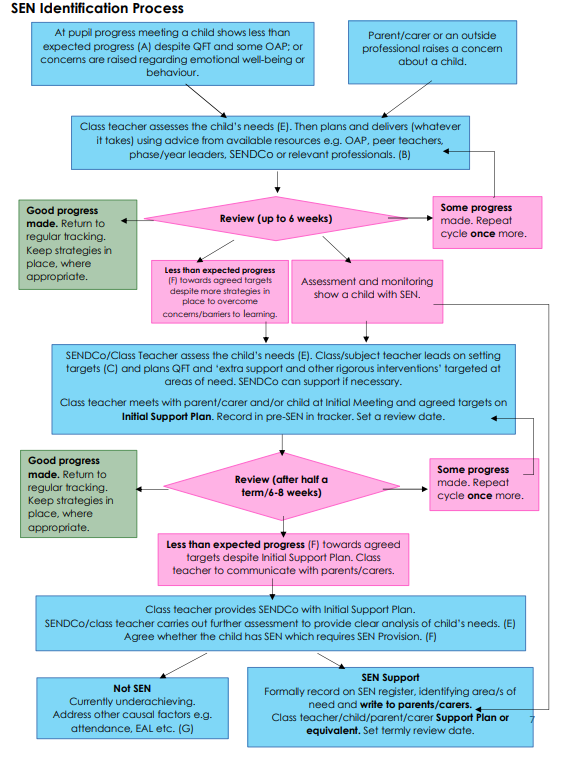 SEN Identification Process
At pupil progress meeting a child shows less than
expected progress (A) despite QFT and some OAP; or
concerns are raised regarding emotional well-being or
behaviour.
Parent/carer or an outside
professional raises a concern
about a child.
Class teacher assesses the child's needs (E). Then plans and delivers (whatever
it takes) using advice from available resources e.g. OAP, peer teachers,
phase/year leaders, SENDCo or relevant professionals. (B)
Good progress
made. Return to
regular tracking.
Keep strategies in
place, where
appropriate.
Review (up to 6 weeks)
Some progress
made. Repeat
cycle once more.
Less than expected progress
(F) towards agreed targets
despite more strategies in
place to overcome
concerns/barriers to learning.
Assessment and monitoring
show a child with SEN.
SENDCo/Class Teacher assess the child's needs (E). Class/subject teacher leads on setting
targets (C) and plans QFT and 'extra support and other rigorous interventions' targeted at
areas of need. SENDCo can support if necessary.
Class teacher meets with parent/carer and/or child at Initial Meeting and agreed targets on
Initial Support Plan. Record in pre-SEN in tracker. Set a review date.
Good progress
made. Return to
regular tracking.
Keep strategies in
place, where
appropriate.
Review (after half a
term/6-8 weeks)
Some progress
made. Repeat
cycle once more.
Less than expected progress (F) towards agreed
targets despite Initial Support Plan. Class
teacher to communicate with parents/carers.
Class teacher provides SENDCo with Initial Support Plan.
SENDCo/class teacher carries out further assessment to provide clear analysis of child's needs. (E)
Agree whether the child has SEN which requires SEN Provision. (F)
Not SEN
Currently underachieving.
Address other causal factors e.g.
attendance, EAL etc. (G)
SEN Support
Formally record on SEN register, identifying area/s of
need and write to parents/carers.
Class teacher/child/parent/carer Support Plan or
equivalent. Set termly review date.
7